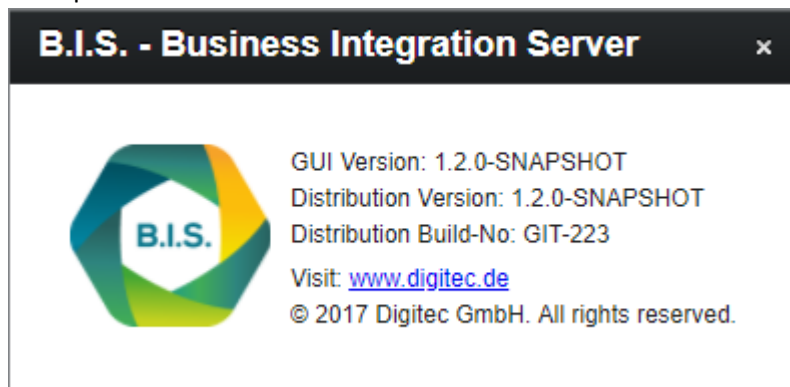 B.I.S. - Business Integration Server ×
B.I.S.
GUI Version: 1.2.0-SNAPSHOT
Distribution Version: 1.2.0-SNAPSHOT
Distribution Build-No: GIT-223
Visit: www.digitec.de
© 2017 Digitec GmbH. All rights reserved.